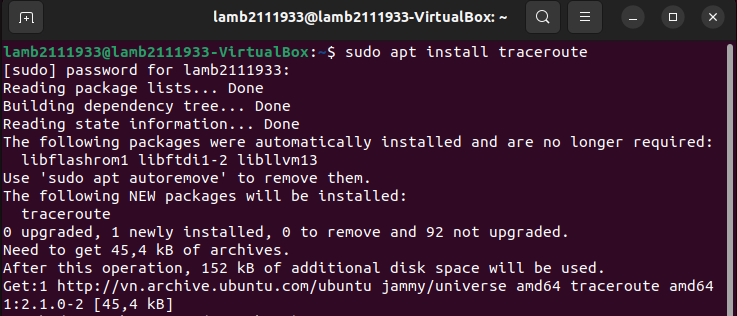 lamb2111933@lamb2111933-VirtualBox: ~
lamb2111933@lamb2111933-VirtualBox:~$ sudo apt install traceroute
[sudo] password for lamb2111933:
Reading package lists... Done
Building dependency tree... Done
Reading state information... Done
The following packages were automatically installed and are no longer required:
  libflashrom1 libftdi1-2 libllvm13
Use 'sudo apt autoremove' to remove them.
The following NEW packages will be installed:
  traceroute
0 upgraded, 1 newly installed, 0 to remove and 92 not upgraded.
Need to get 45,4 kB of archives.
After this operation, 152 kB of additional disk space will be used.
Get:1 http://vn.archive.ubuntu.com/ubuntu jammy/universe amd64 traceroute amd64
1:2.1.0-2 [45,4 kB]